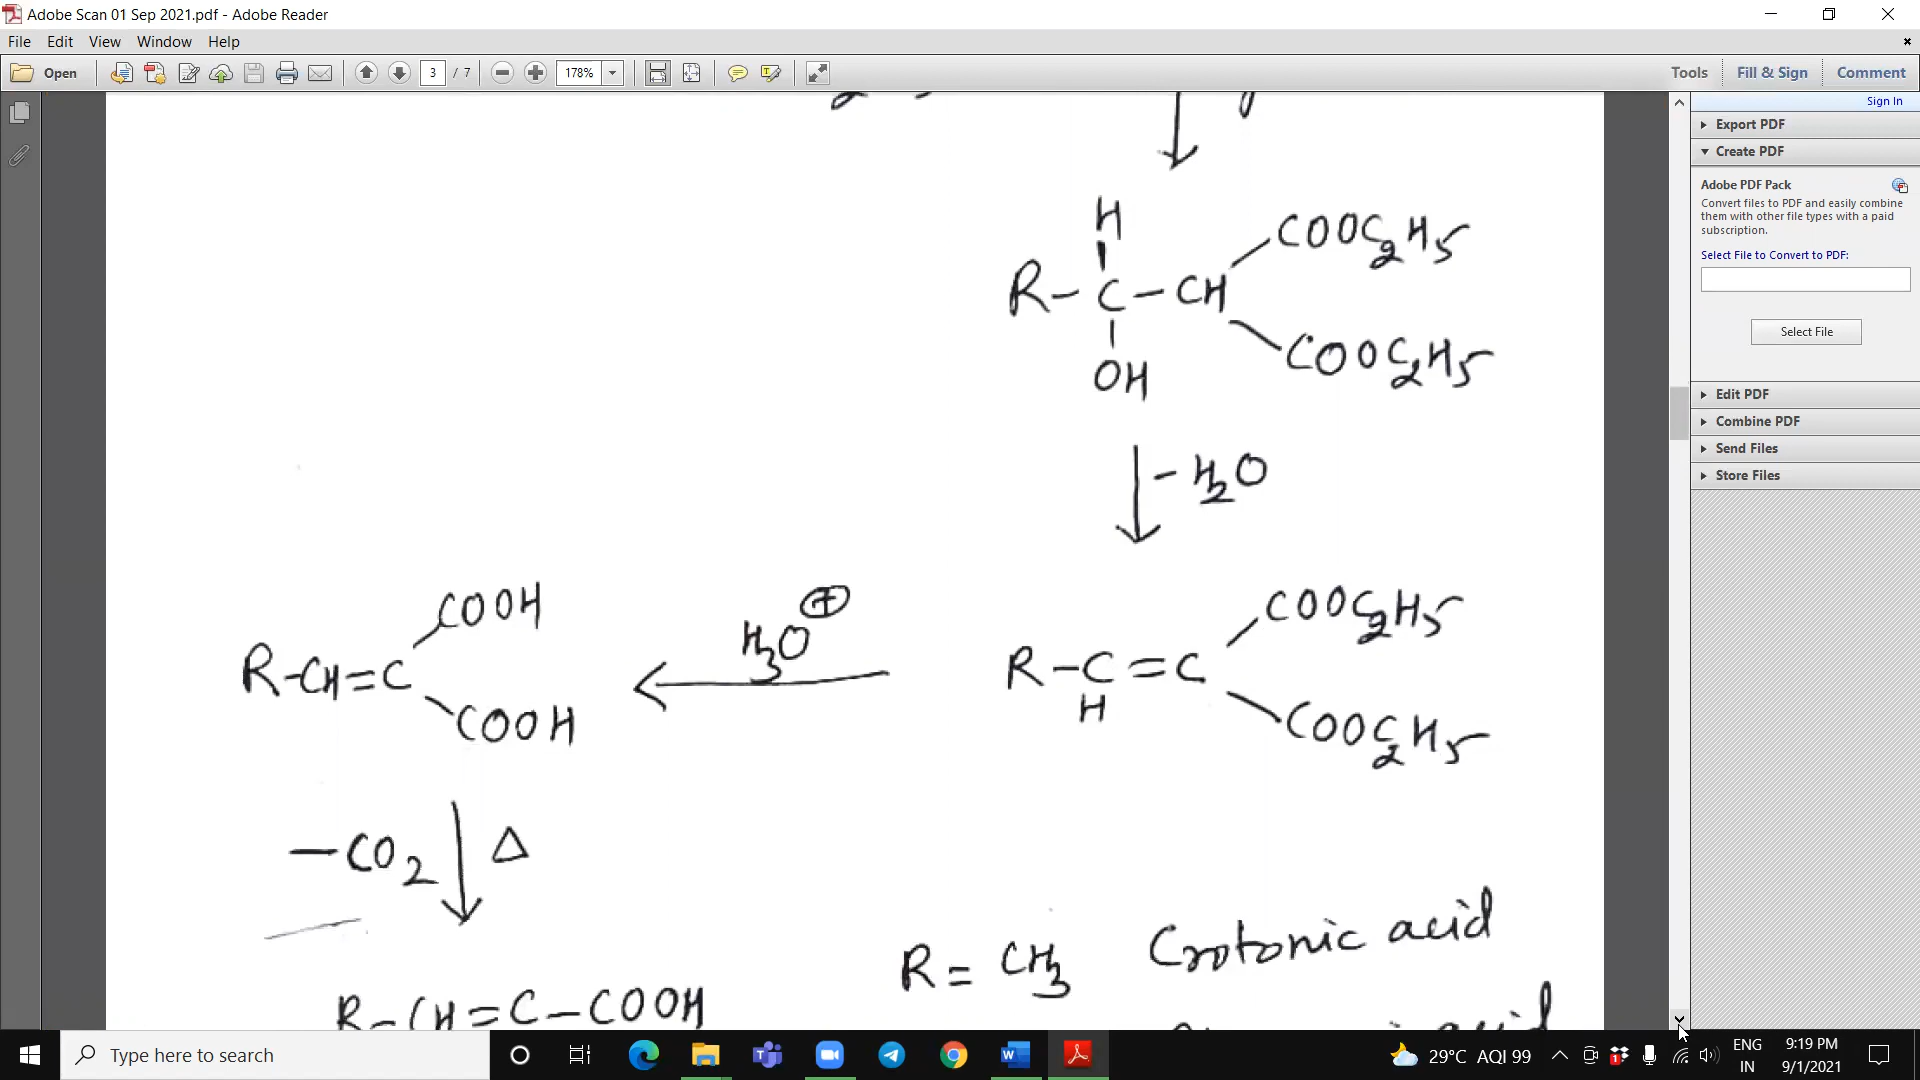 Adobe Scan 01 Sep 2021.pdf - Adobe Reader
File Edit View Window Help
Open 3 / 7 178% Tools Fill & Sign Comment
Sign In
Export PDF
Create PDF
Adobe PDF Pack
Convert files to PDF and easily combine
them with other file types with a paid
subscription.
Select File to Convert to PDF:
Select File
Edit PDF
Combine PDF
Send Files
Store Files
H
COOC2H5
R-C-CH
OH
COOC2H5
-H2O
COOH
R-CH=C
COOH
H3O⊕
COOC2H5
R-C=C
H
COOC2H5
-CO2 Δ
R = CH3 Crotonic acid
R-CH=C-COOH
acid
Type here to search
29°C AQI 99
ENG
IN
9:19 PM
9/1/2021